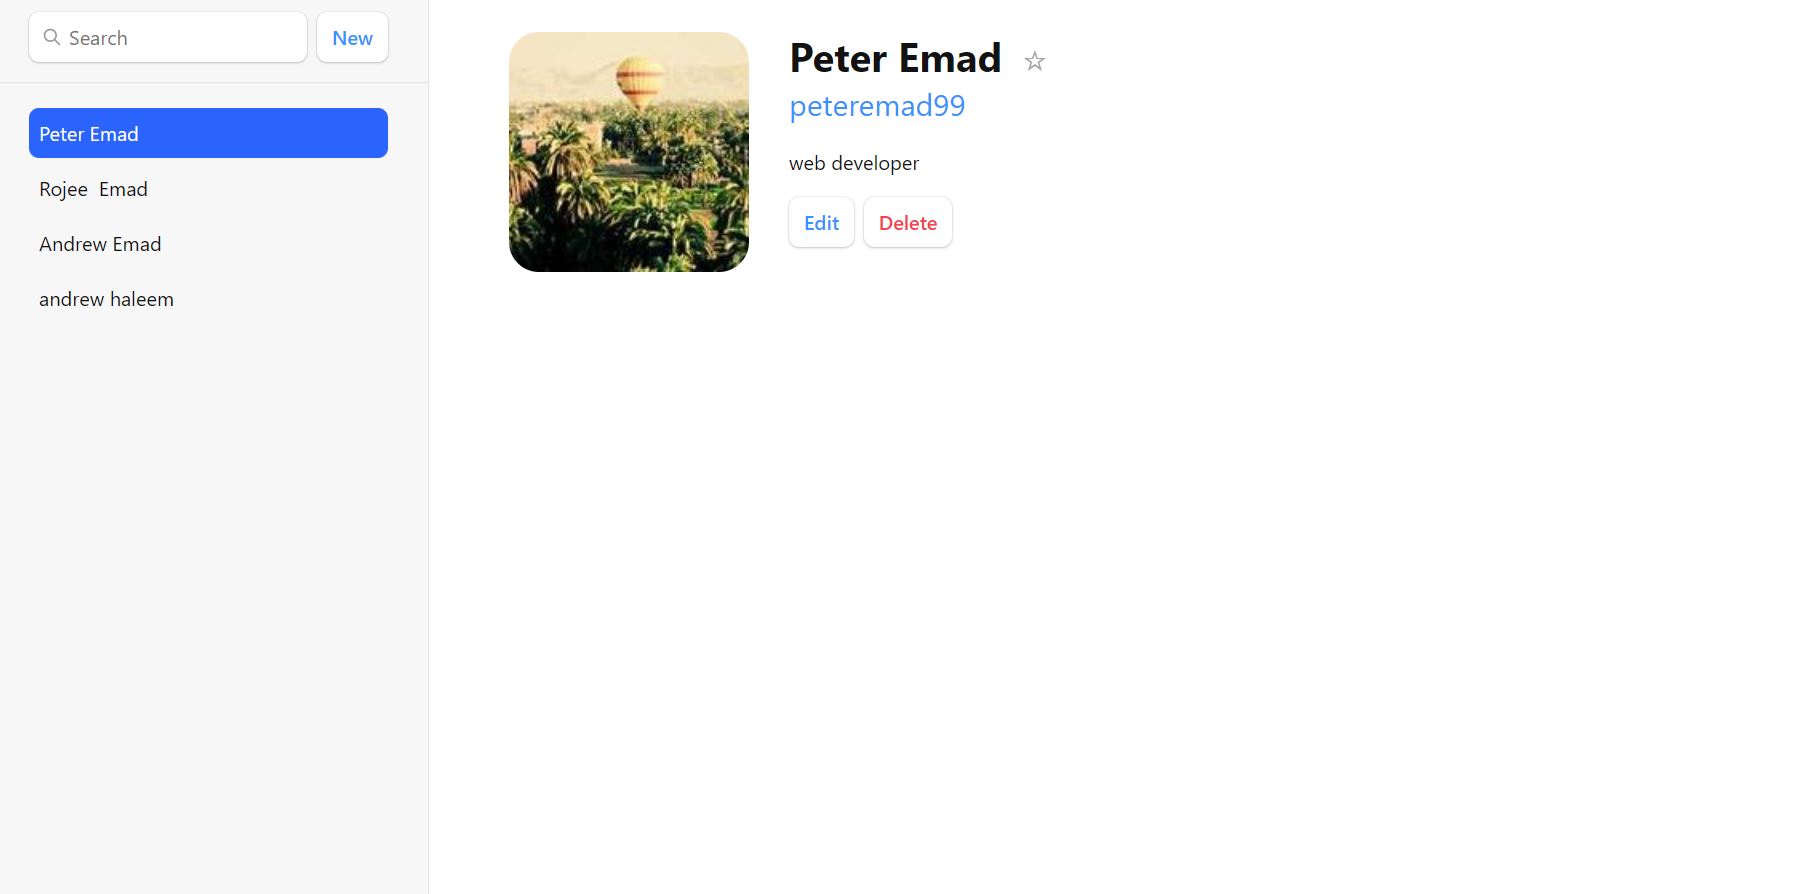 Search
New
Peter Emad
Rojee  Emad
Andrew Emad
andrew haleem
Peter Emad ☆
peteremad99
web developer
Edit
Delete